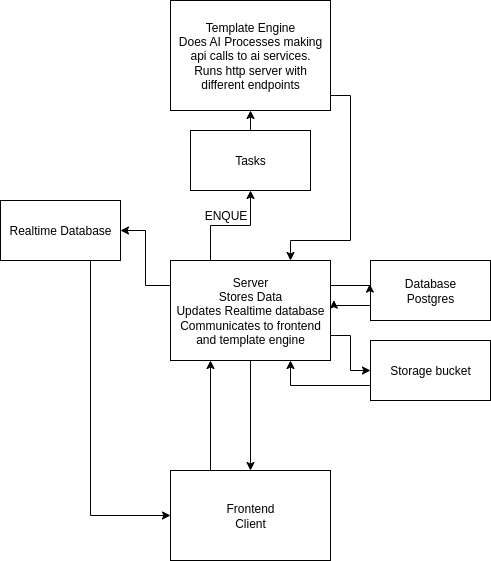 Template Engine
Does AI Processes making
api calls to ai services.
Runs http server with
different endpoints
Tasks
ENQUE
Realtime Database
Server
Stores Data
Updates Realtime database
Communicates to frontend
and template engine
Database
Postgres
Storage bucket
Frontend
Client